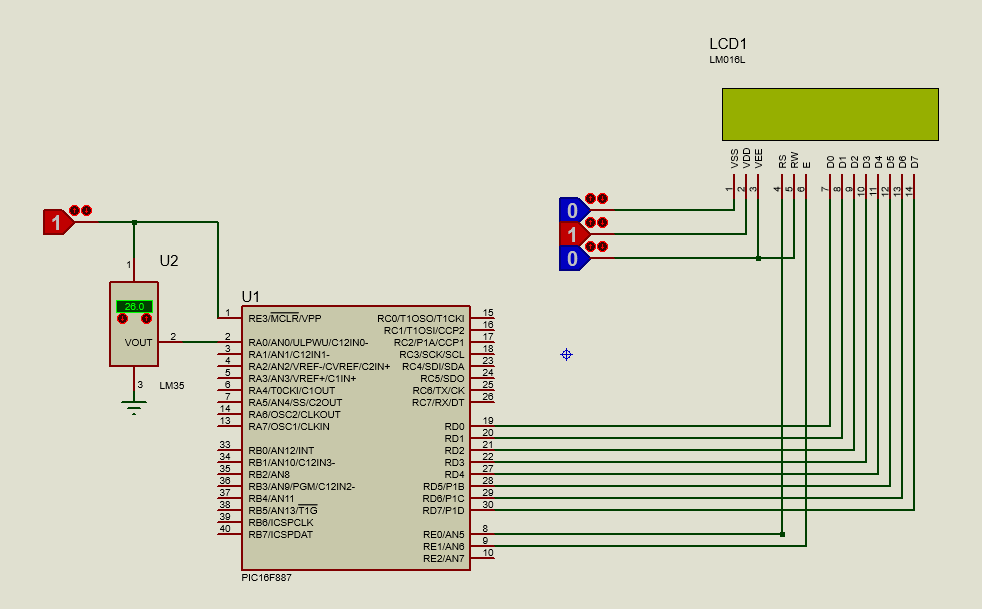 LCD1
LM016L
VSS
VDD
VEE
RS
RW
E
D0
D1
D2
D3
D4
D5
D6
D7
1
2
3
4
5
6
7
8
9
10
11
12
13
14
0
1
0
1
U2
1
26.0
VOUT
2
3
LM35
U1
1 RE3/MCLR/VPP
2 RA0/AN0/ULPWU/C12IN0-
3 RA1/AN1/C12IN1-
4 RA2/AN2/VREF-/CVREF/C2IN+
5 RA3/AN3/VREF+/C1IN+
6 RA4/T0CKI/C1OUT
7 RA5/AN4/SS/C2OUT
14 RA6/OSC2/CLKOUT
13 RA7/OSC1/CLKIN
33 RB0/AN12/INT
34 RB1/AN10/C12IN3-
35 RB2/AN8
36 RB3/AN9/PGM/C12IN2-
37 RB4/AN11
38 RB5/AN13/T1G
39 RB6/ICSPCLK
40 RB7/ICSPDAT
RC0/T1OSO/T1CKI 15
RC1/T1OSI/CCP2 16
RC2/P1A/CCP1 17
RC3/SCK/SCL 18
RC4/SDI/SDA 23
RC5/SDO 24
RC6/TX/CK 25
RC7/RX/DT 26
RD0 19
RD1 20
RD2 21
RD3 22
RD4 27
RD5/P1B 28
RD6/P1C 29
RD7/P1D 30
RE0/AN5 8
RE1/AN6 9
RE2/AN7 10
PIC16F887